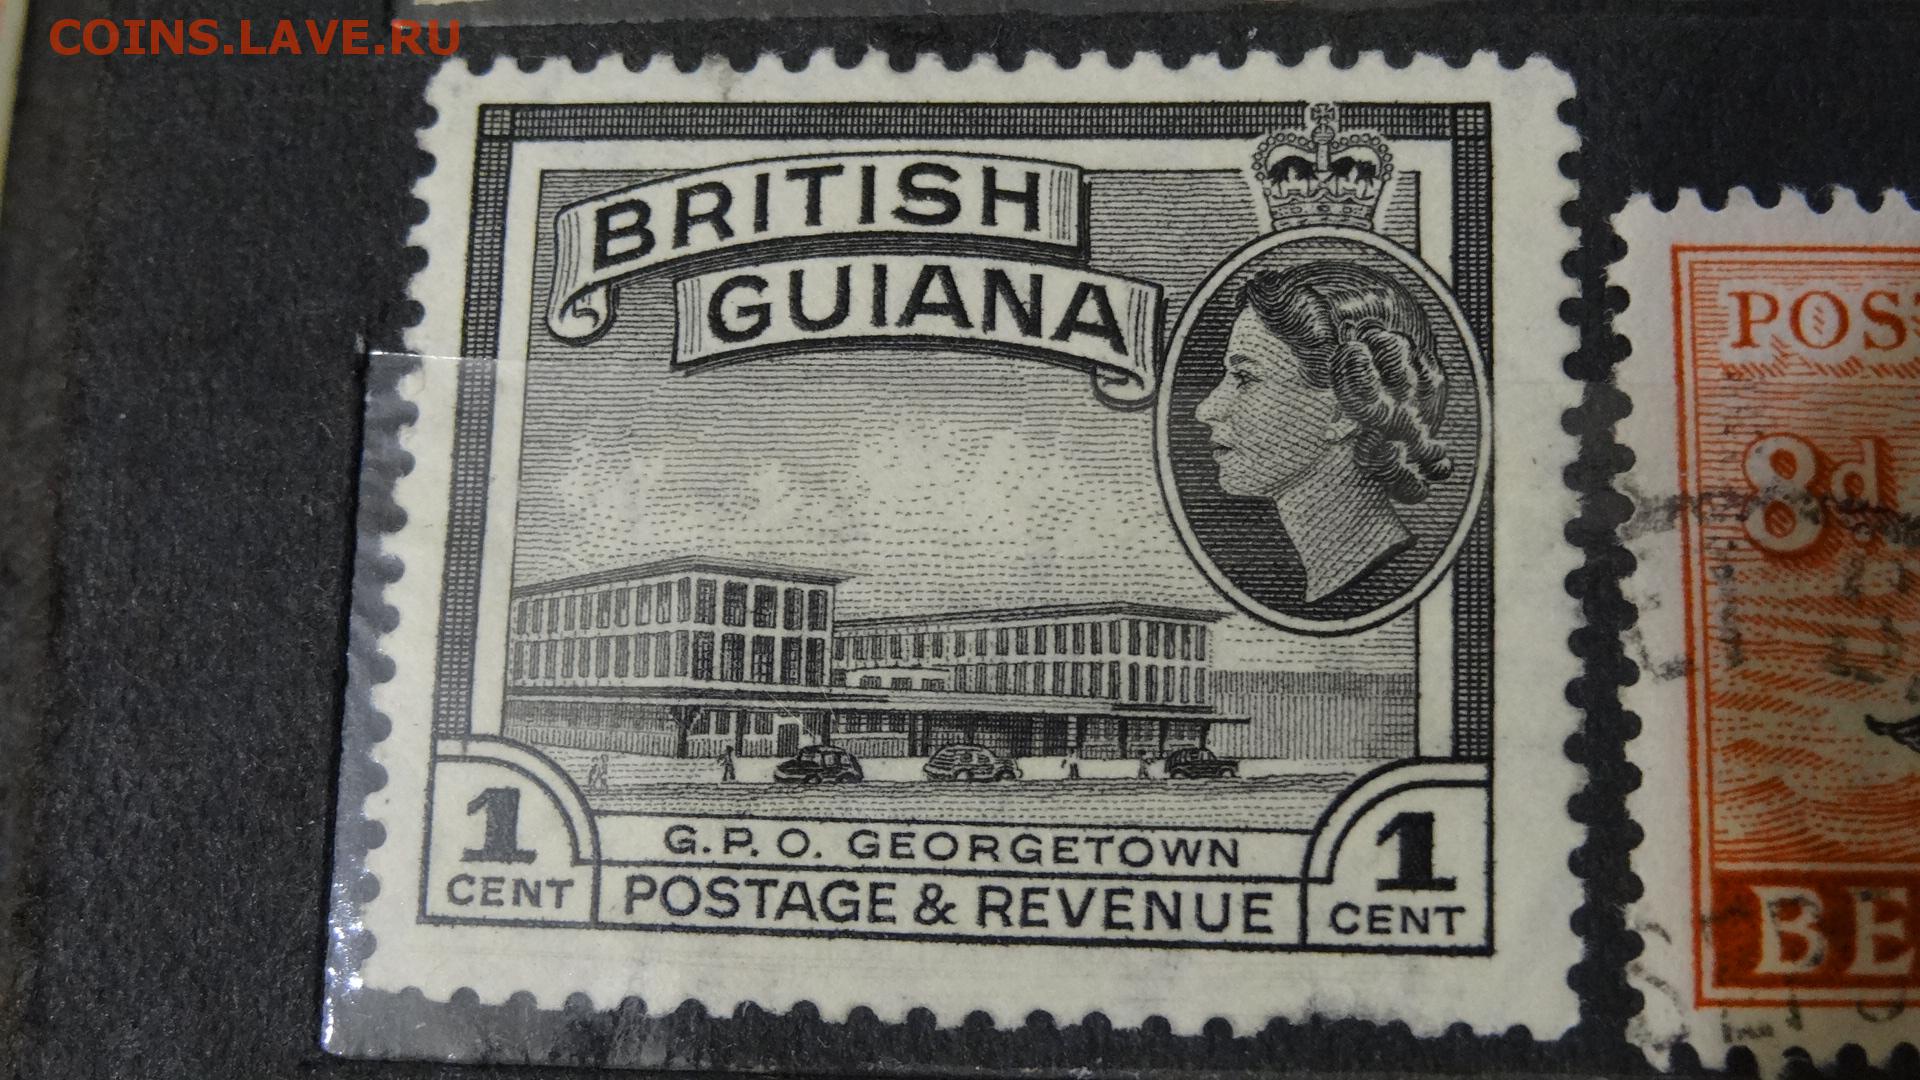 COINS.LAVE.RU
BRITISH
GUIANA
1
CENT
G.P.O. GEORGETOWN
POSTAGE & REVENUE
1
CENT
POS
8d
BE